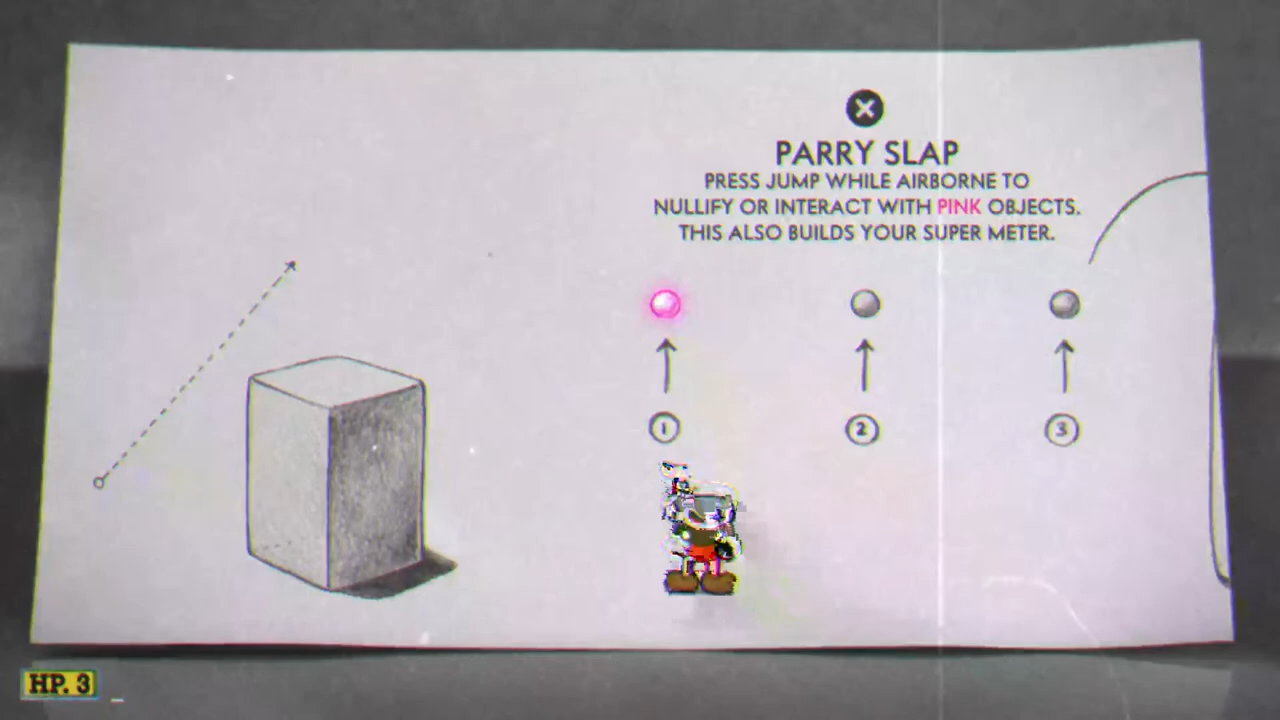 PARRY SLAP
PRESS JUMP WHILE AIRBORNE TO
NULLIFY OR INTERACT WITH PINK OBJECTS.
THIS ALSO BUILDS YOUR SUPER METER.
1 2 3
HP. 3